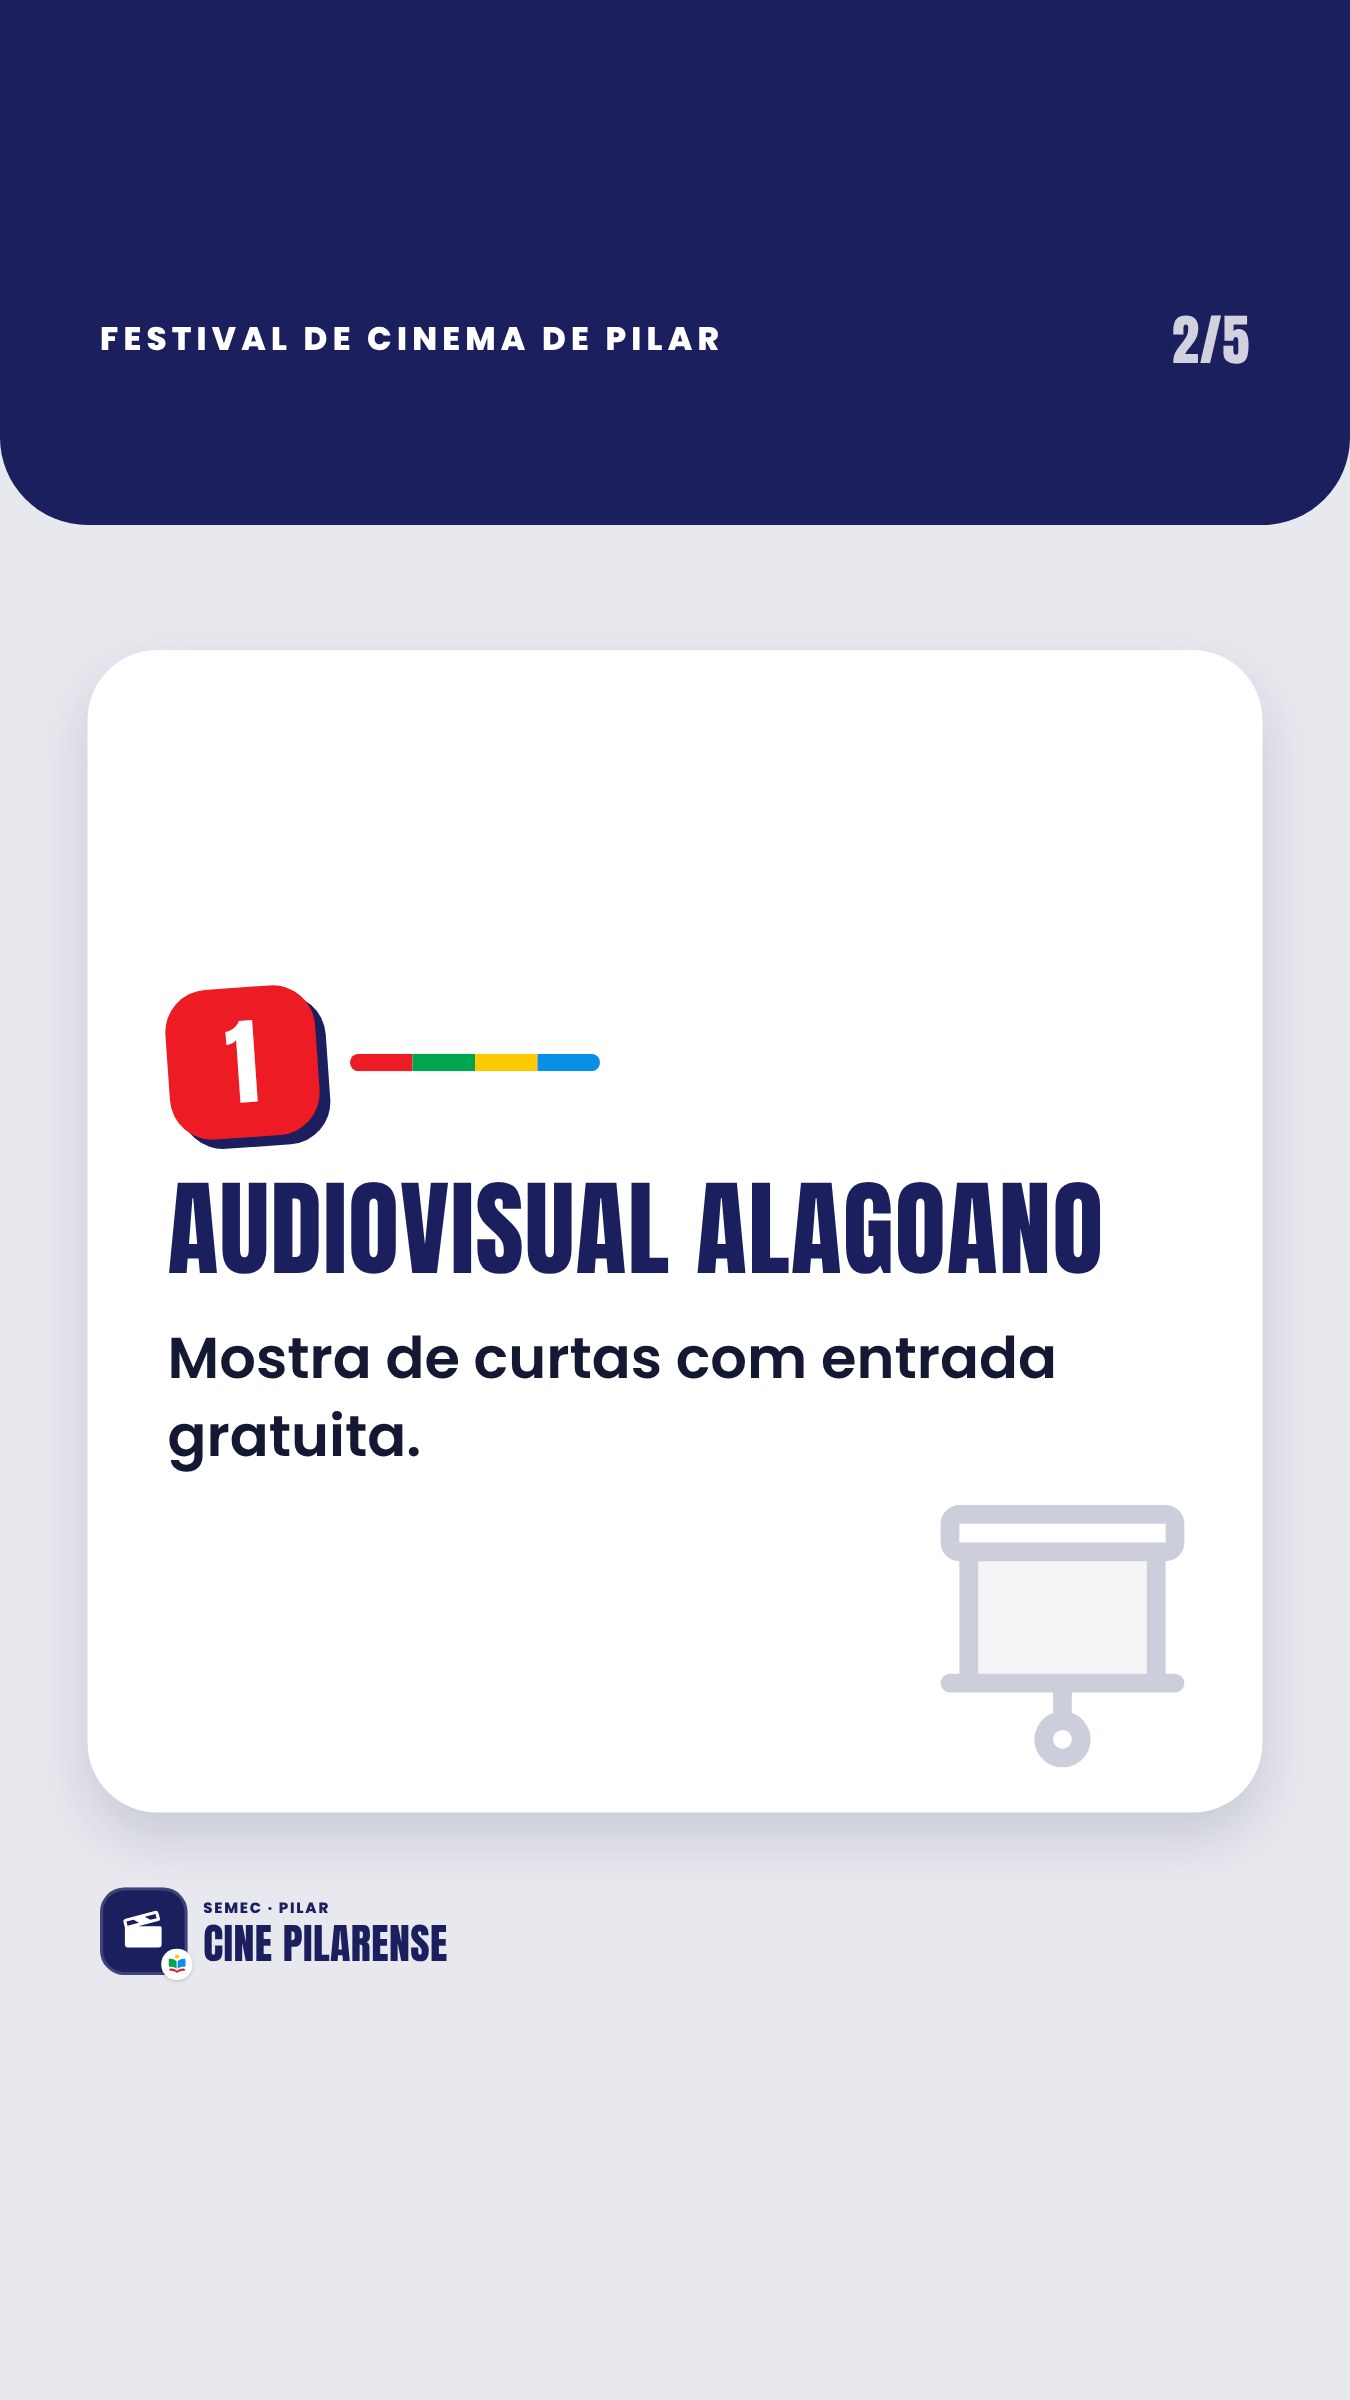 FESTIVAL DE CINEMA DE PILAR
2/5
1
AUDIOVISUAL ALAGOANO
Mostra de curtas com entrada
gratuita.
SEMEC · PILAR
CINE PILARENSE